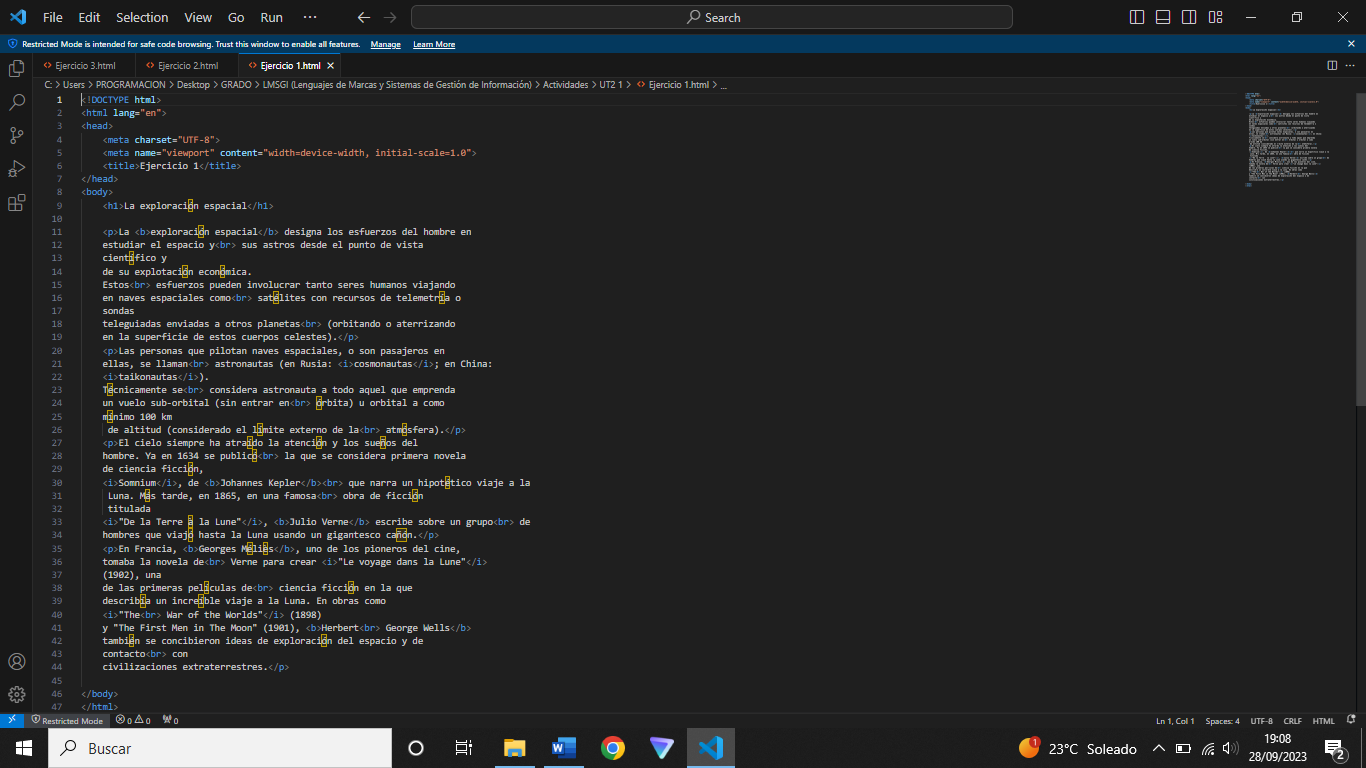 File Edit Selection View Go Run ··· Search
Restricted Mode is intended for safe code browsing. Trust this window to enable all features. Manage Learn More
Ejercicio 3.html Ejercicio 2.html Ejercicio 1.html
C: > Users > PROGRAMACION > Desktop > GRADO > LMSGI (Lenguajes de Marcas y Sistemas de Gestión de Información) > Actividades > UT2 1 > Ejercicio 1.html > ...
1 <!DOCTYPE html>
2 <html lang="en">
3 <head>
4 <meta charset="UTF-8">
5 <meta name="viewport" content="width=device-width, initial-scale=1.0">
6 <title>Ejercicio 1</title>
7 </head>
8 <body>
9 <h1>La exploración espacial</h1>
10
11 <p>La <b>exploración espacial</b> designa los esfuerzos del hombre en
12 estudiar el espacio y<br> sus astros desde el punto de vista
13 científico y
14 de su explotación económica.
15 Estos<br> esfuerzos pueden involucrar tanto seres humanos viajando
16 en naves espaciales como<br> satélites con recursos de telemetría o
17 sondas
18 teleguiadas enviadas a otros planetas<br> (orbitando o aterrizando
19 en la superficie de estos cuerpos celestes).</p>
20 <p>Las personas que pilotan naves espaciales, o son pasajeros en
21 ellas, se llaman<br> astronautas (en Rusia: <i>cosmonautas</i>; en China:
22 <i>taikonautas</i>).
23 Técnicamente se<br> considera astronauta a todo aquel que emprenda
24 un vuelo sub-orbital (sin entrar en<br> órbita) u orbital a como
25 mínimo 100 km
26 de altitud (considerado el límite externo de la<br> atmósfera).</p>
27 <p>El cielo siempre ha atraído la atención y los sueños del
28 hombre. Ya en 1634 se publicó<br> la que se considera primera novela
29 de ciencia ficción,
30 <i>Somnium</i>, de <b>Johannes Kepler</b><br> que narra un hipotético viaje a la
31 Luna. Más tarde, en 1865, en una famosa<br> obra de ficción
32 titulada
33 <i>"De la Terre à la Lune"</i>, <b>Julio Verne</b> escribe sobre un grupo<br> de
34 hombres que viajó hasta la Luna usando un gigantesco cañón.</p>
35 <p>En Francia, <b>Georges Méliès</b>, uno de los pioneros del cine,
36 tomaba la novela de<br> Verne para crear <i>"Le voyage dans la Lune"</i>
37 (1902), una
38 de las primeras películas de<br> ciencia ficción en la que
39 describía un increíble viaje a la Luna. En obras como
40 <i>"The<br> War of the Worlds"</i> (1898)
41 y "The First Men in The Moon" (1901), <b>Herbert<br> George Wells</b>
42 también se concibieron ideas de exploración del espacio y de
43 contacto<br> con
44 civilizaciones extraterrestres.</p>
45
46 </body>
47 </html>
Restricted Mode 0 0 0 Ln 1, Col 1 Spaces: 4 UTF-8 CRLF HTML
Buscar 1 23°C Soleado 19:08
28/09/2023 2